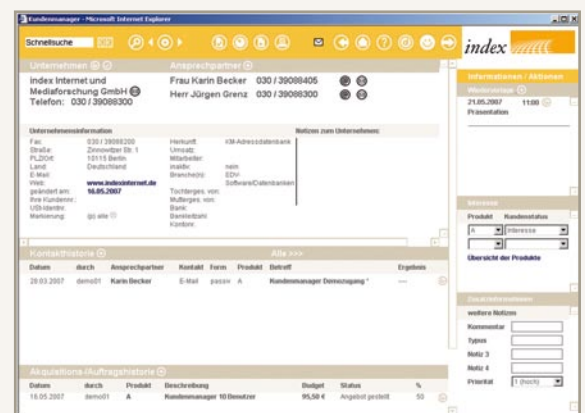 Kundenmanager - Microsoft Internet Explorer
Schnellsuche
index
Unternehmen
Ansprechpartner
index Internet und
Mediaforschung GmbH
Telefon: 030 / 39088300
Frau Karin Becker 030 / 39088405
Herr Jürgen Grenz 030 / 39088300
Informationen / Aktionen
Wiedervorlage
21.05.2007 11:00
Präsentation
Unternehmensinformation
Fax: 030 / 39088200
Straße: Zinnowitzer Str. 1
PLZ/Ort: 10115 Berlin
Land: Deutschland
E-Mail:
Web: www.indexinternet.de
geändert am: 16.05.2007
Ihre Kundennr.:
USt-Identnr.
Markierung: (p) alle
Herkunft: KM-Adressdatenbank
Umsatz:
Mitarbeiter:
inaktiv: nein
Branche(n): EDV-
Software/Datenbanken
Tochterges. von:
Mutterges. von:
Bank:
Bankleitzahl:
Kontonr.:
Notizen zum Unternehmen:
Interesse
Produkt Kundenstatus
A Interesse
Übersicht der Produkte
Kontakthistorie
Alle >>>
Datum durch Ansprechpartner Kontakt Form Produkt Betreff Ergebnis
28.03.2007 demo01 Karin Becker E-Mail passiv A Kundenmanager Demozugang * ----
Zusatzinformationen
weitere Notizen
Kommentar
Typus
Notiz 3
Notiz 4
Priorität 1 (hoch)
Akquisitions-/Auftragshistorie
Datum durch Produkt Beschreibung Budget Status %
16.05.2007 demo01 A Kundenmanager 10 Benutzer 95,50 € Angebot gestellt 50